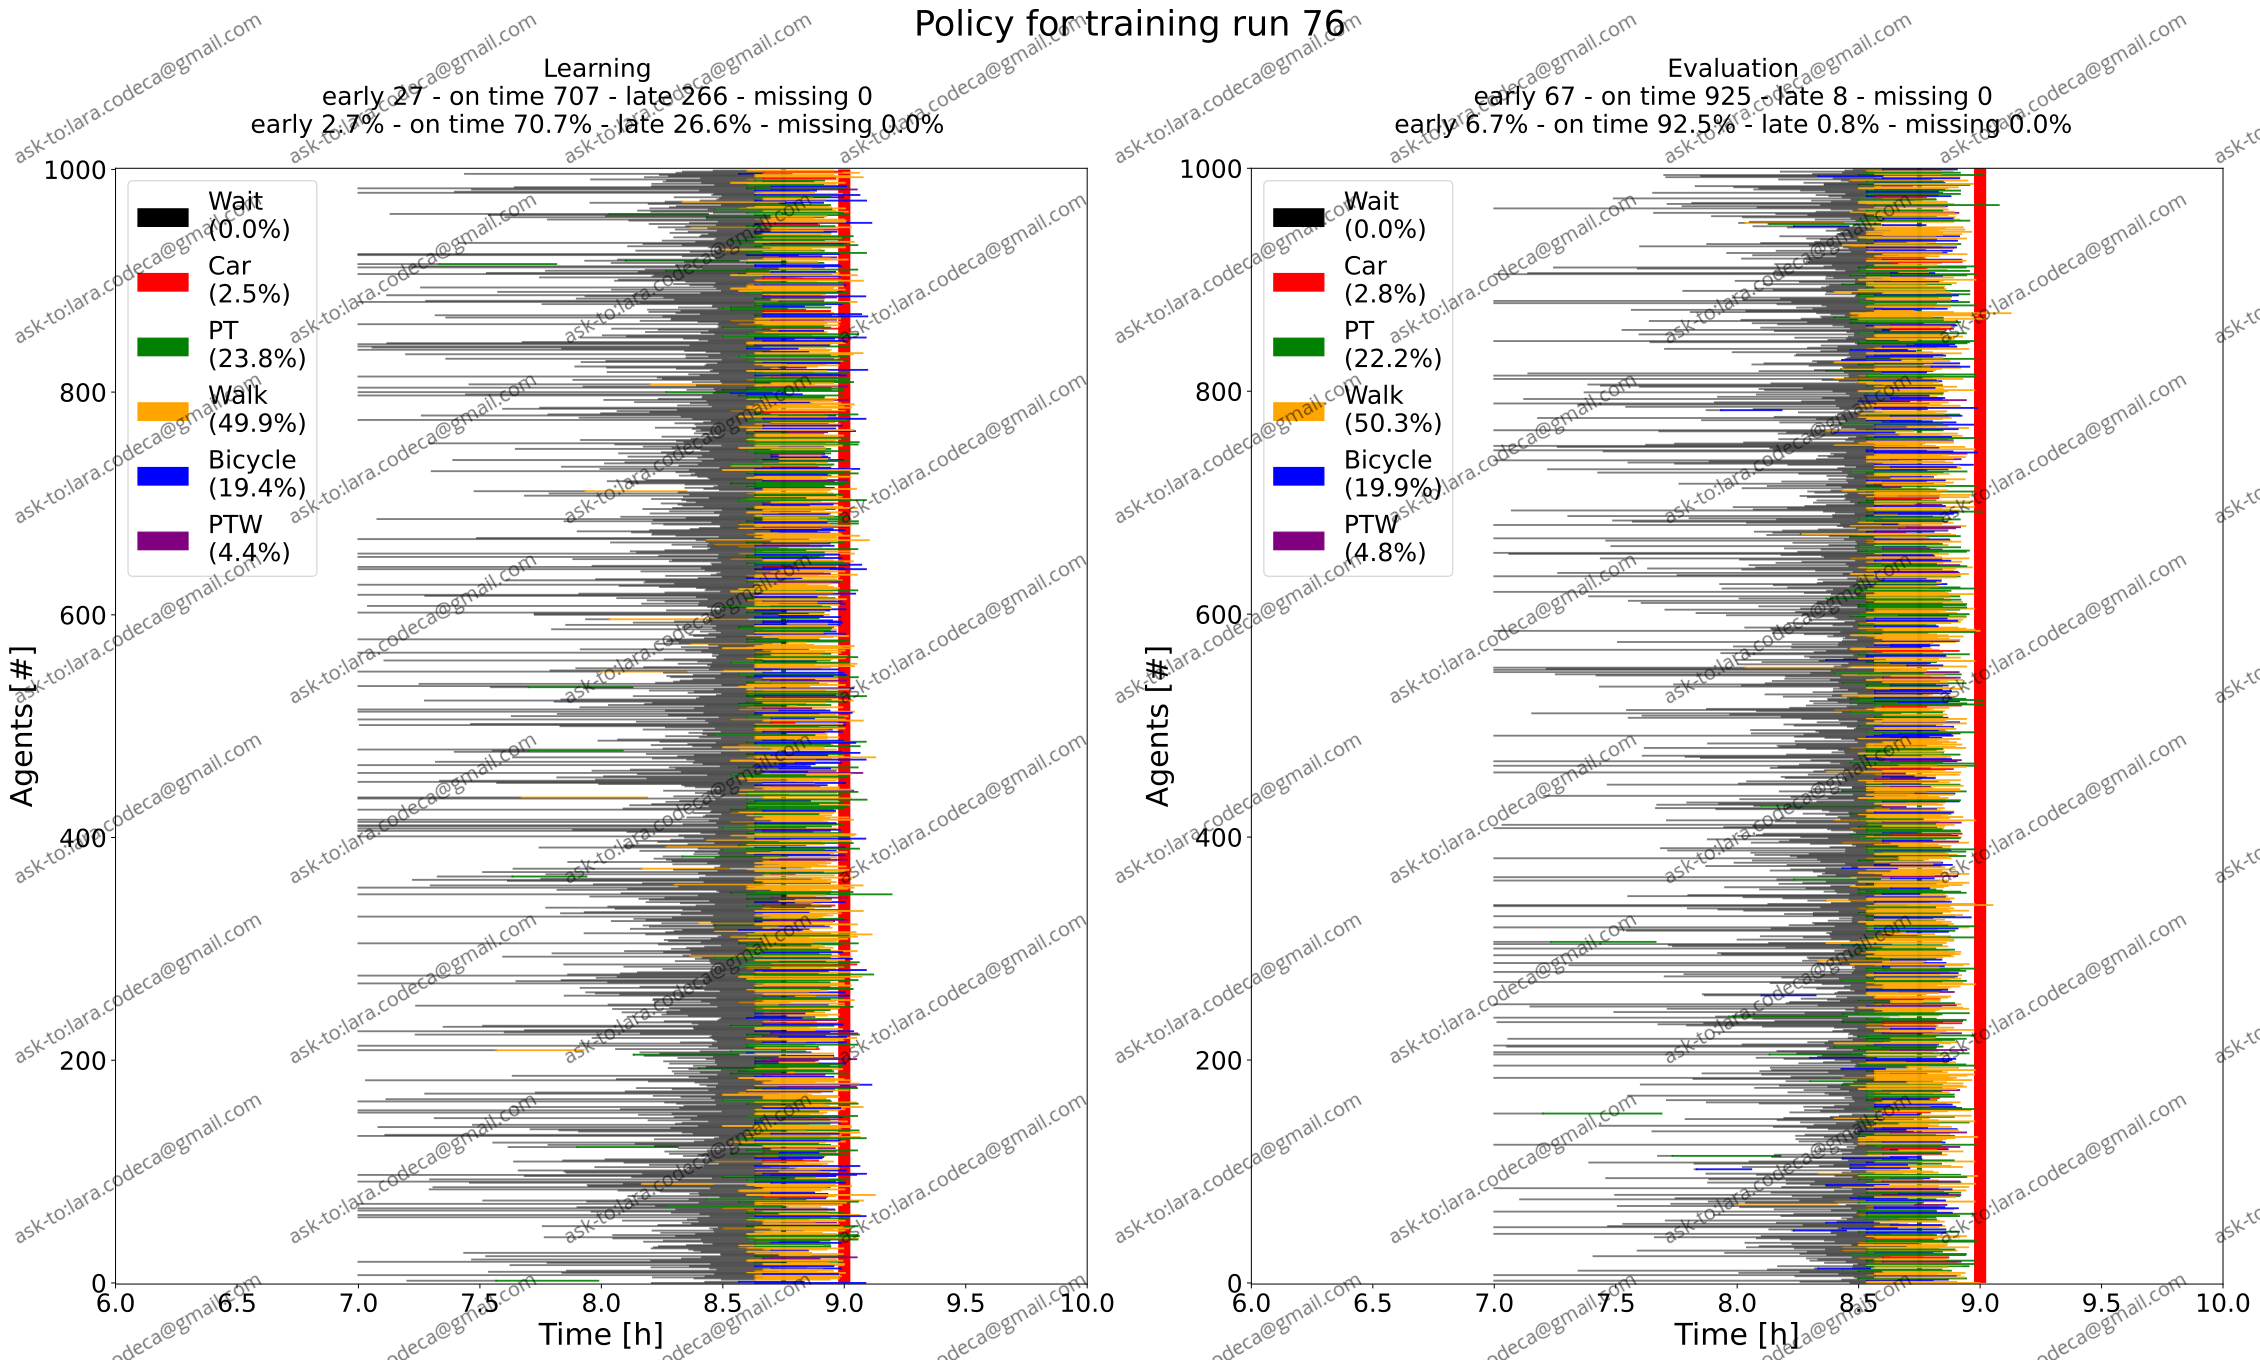 Policy for training run 76
Learning
early 27 - on time 707 - late 266 - missing 0
early 2.7% - on time 70.7% - late 26.6% - missing 0.0%
Evaluation
early 67 - on time 925 - late 8 - missing 0
early 6.7% - on time 92.5% - late 0.8% - missing 0.0%
Agents [#]
1000
800
600
400
200
0
Wait
(0.0%)
Car
(2.5%)
PT
(23.8%)
Walk
(49.9%)
Bicycle
(19.4%)
PTW
(4.4%)
6.0 6.5 7.0 7.5 8.0 8.5 9.0 9.5 10.0
Time [h]
Agents [#]
1000
800
600
400
200
0
Wait
(0.0%)
Car
(2.8%)
PT
(22.2%)
Walk
(50.3%)
Bicycle
(19.9%)
PTW
(4.8%)
6.0 6.5 7.0 7.5 8.0 8.5 9.0 9.5 10.0
Time [h]
ask-to:lara.codeca@gmail.com